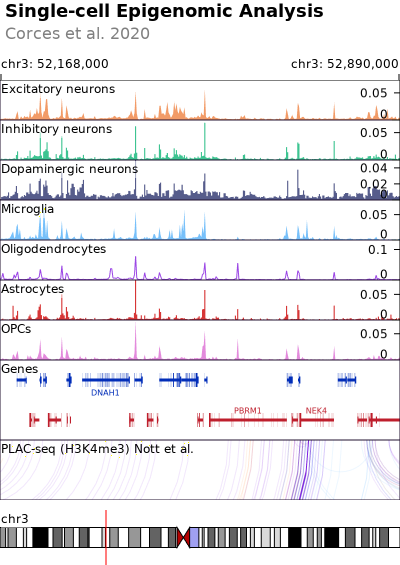 Single-cell Epigenomic Analysis
Corces et al. 2020
chr3: 52,168,000 chr3: 52,890,000
Excitatory neurons
0.05
0
Inhibitory neurons
0.05
0
Dopaminergic neurons
0.04
0.02
0
Microglia
0.05
0
Oligodendrocytes
0.1
0
Astrocytes
0.05
0
OPCs
0.05
0
Genes
DNAH1
PBRM1 NEK4
PLAC-seq (H3K4me3) Nott et al.
chr3